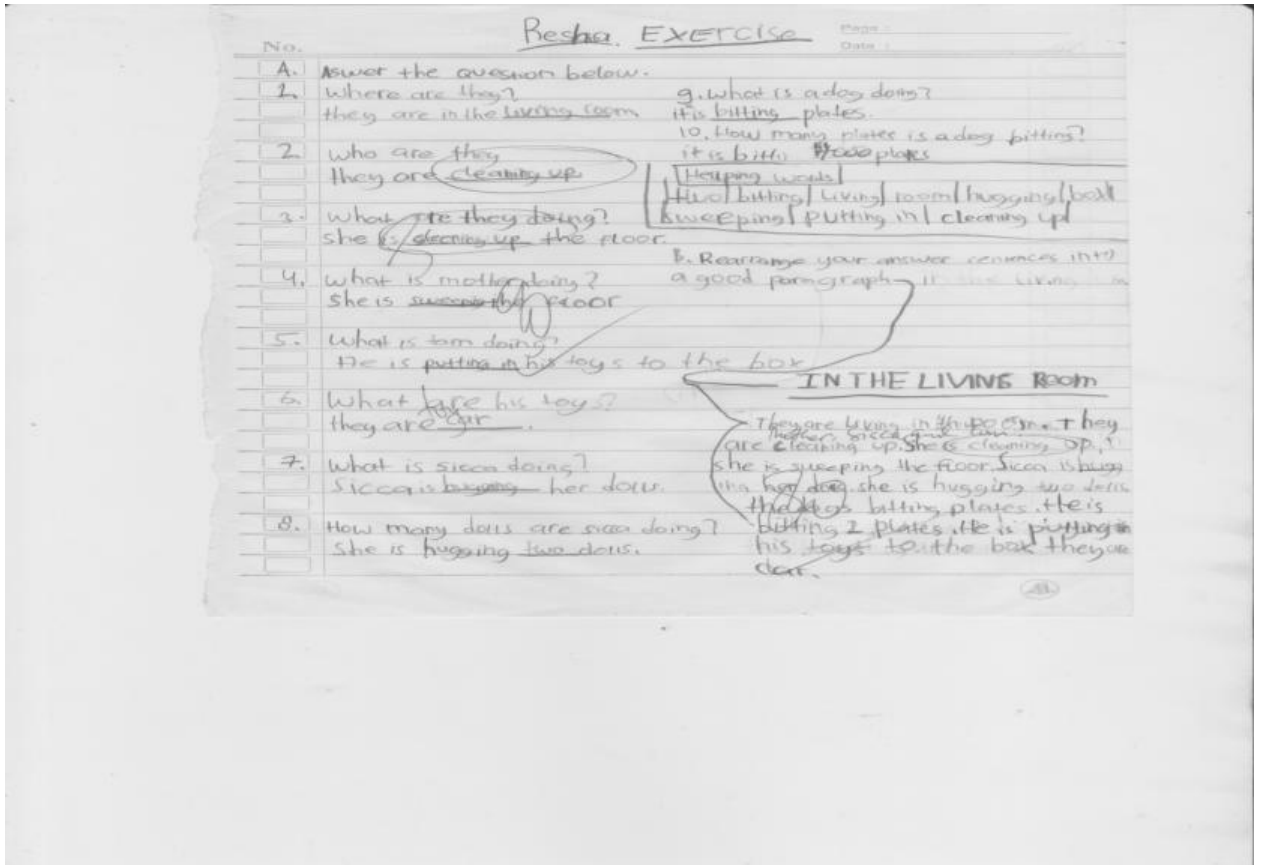 Resha EXERCISE
Page :
Date :
No.
A. Aswer the question below.
1. Where are they?
they are in the living room
2. who are they
they are cleaning up
3. What are they doing?
she is cleaning up the floor.
4. What is mother doing?
She is floor
5. What is tom doing?
He is putting in his toys to the box
6. What are his toys?
they are car.
7. What is sicca doing?
Sicca is her dolls.
8. How many dolls are sicca doing?
She is hugging two dolls.
9. What is a dog doing?
it is bitting plates.
10. How many plates is a dog bitting?
it is plates
Helping words
two/ bitting/ living/ room/ hugging/ box/
sweeping/ putting in/ cleaning up/
B. Rearrange your answer into
a good in the living
IN THE LIVING Room
They are living in They
are cleaning up. She is cleaning up,
she is sweeping the floor. Sicca is
her dog. she is hugging two dolls
the bitting plates. He is
bitting 2 plates. He is putting in
his toys to the box they are
car.